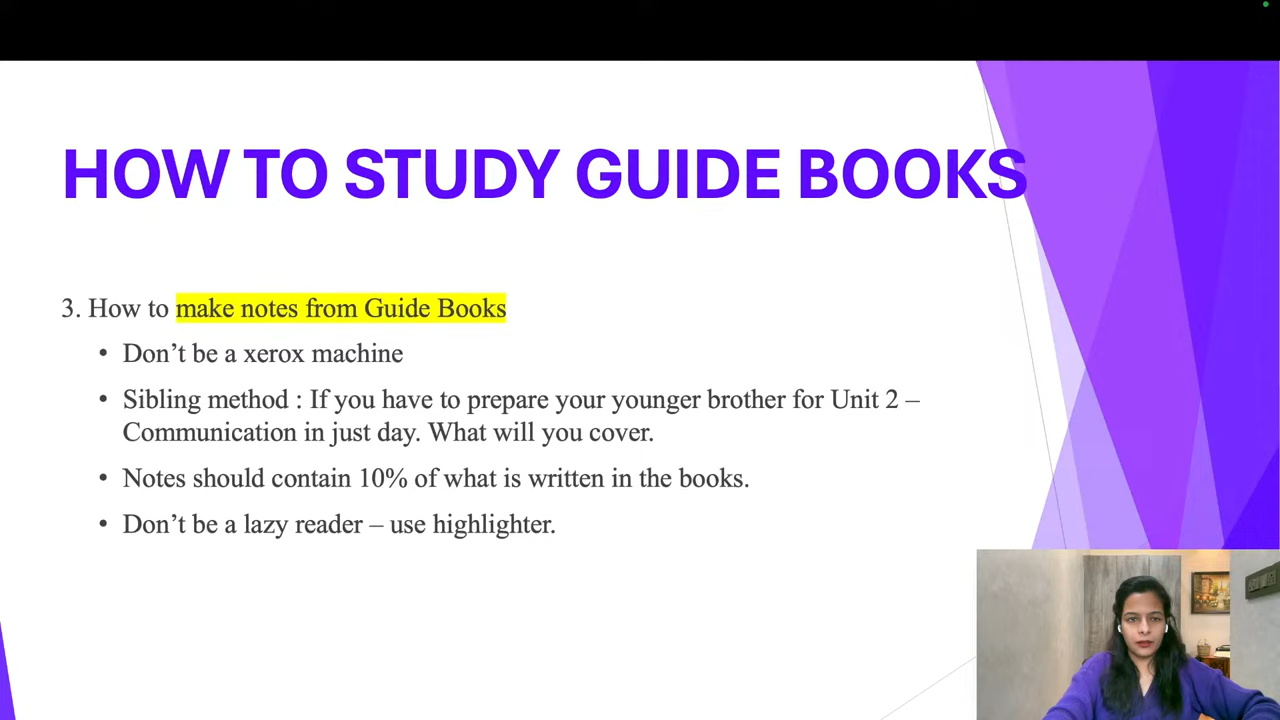 HOW TO STUDY GUIDE BOOKS
3. How to make notes from Guide Books
• Don’t be a xerox machine
• Sibling method : If you have to prepare your younger brother for Unit 2 –
Communication in just day. What will you cover.
• Notes should contain 10% of what is written in the books.
• Don’t be a lazy reader – use highlighter.